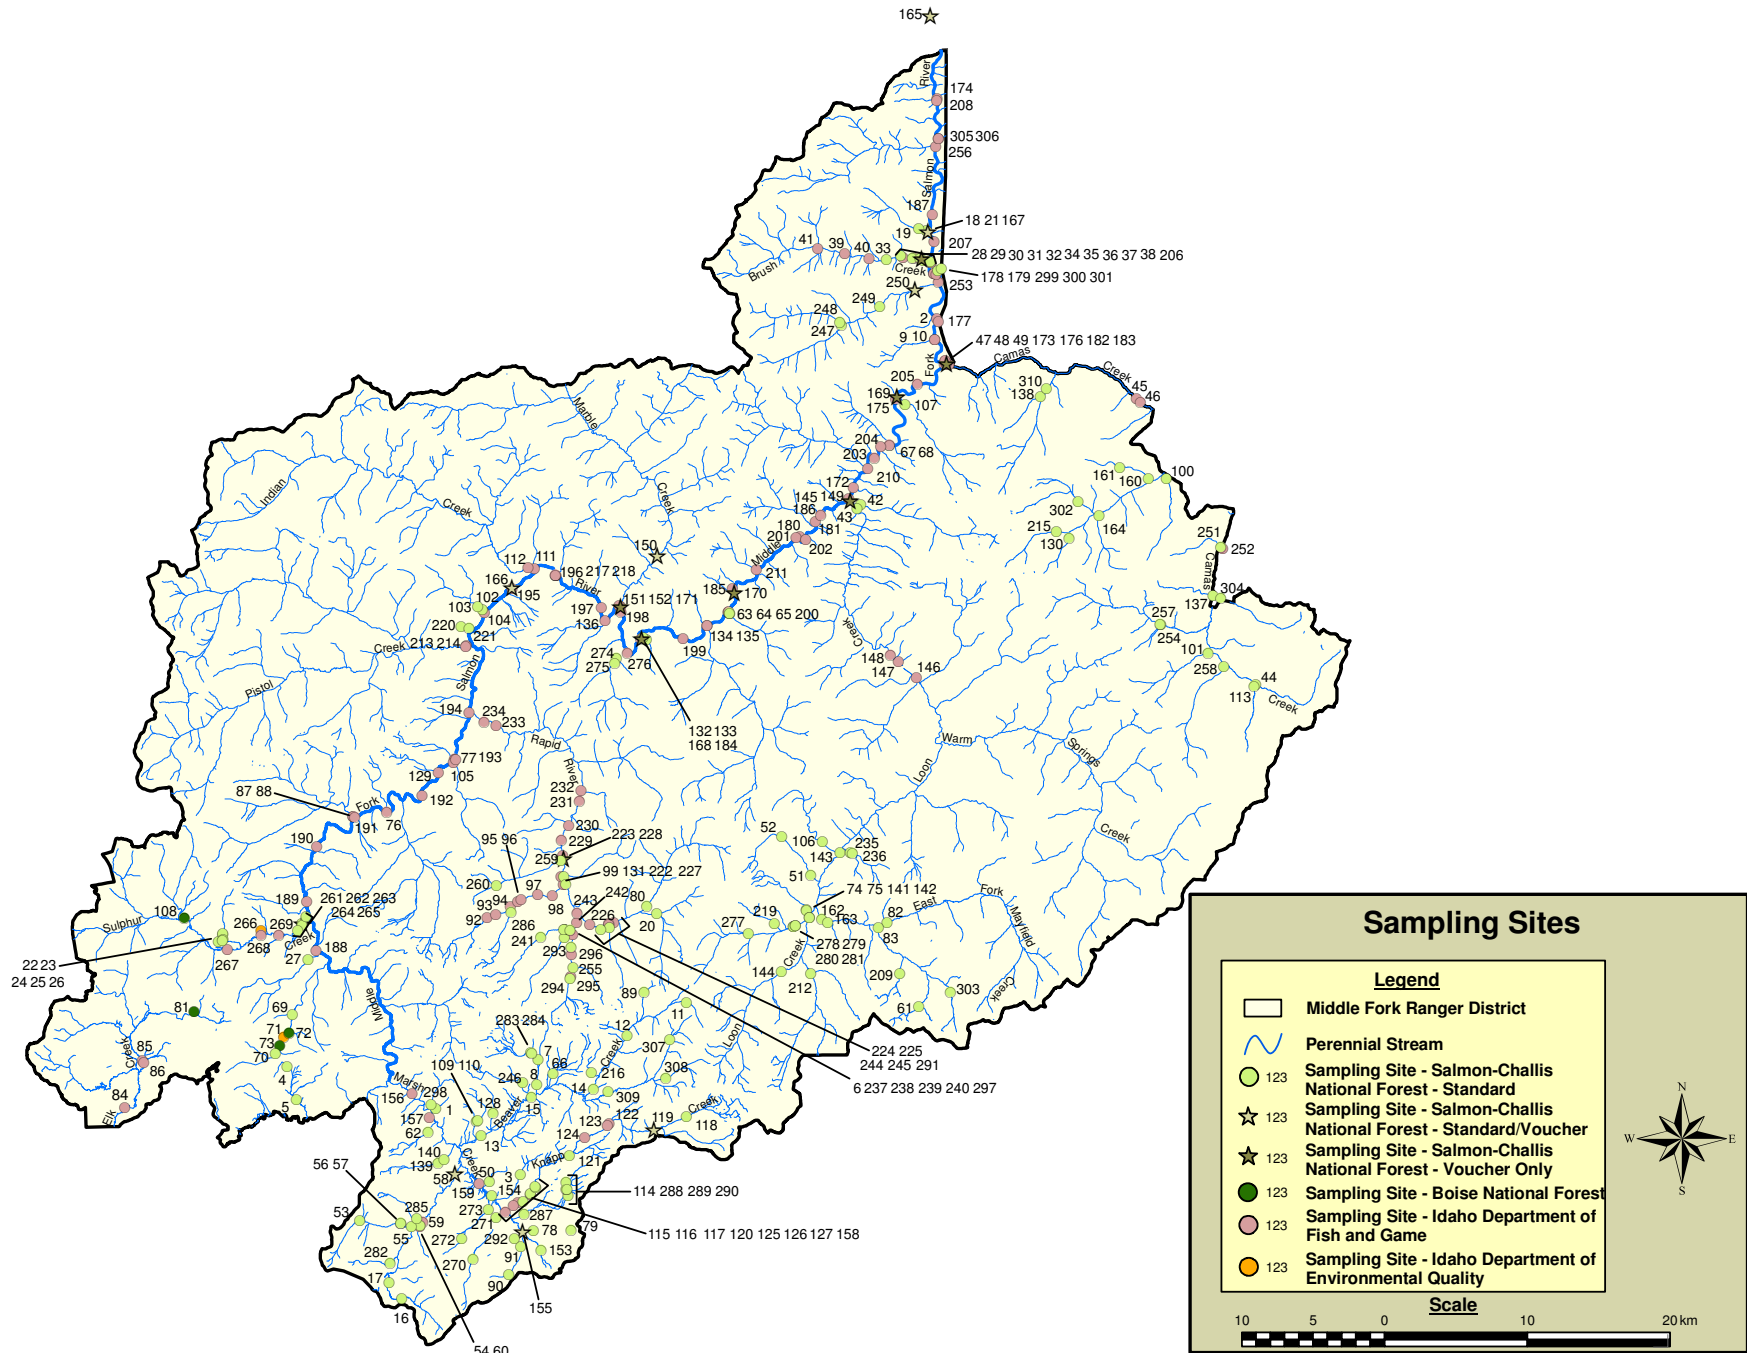 165
River
174
208
305 306
256
Salmon
187
18 21 167
19
207
41
39
40
33
28 29 30 31 32 34 35 36 37 38 206
Brush
Creek
178 179 299 300 301
250
253
249
248
247
2
177
9 10
47 48 49 173 176 182 183
Fork
Camas
Creek
205
310
45
46
169
138
175
107
Marble
204
67 68
203
210
161
160
100
Indian
Creek
Creek
172
145 149
42
186
43
302
164
180
181
215
201
202
130
251
252
150
Middle
112
111
196 217 218
211
Camas
166
195
River
185
170
304
137
102
103
104
197
151 152 171
136
198
63 64 65 200
257
254
220
221
134 135
Creek 213 214
199
Creek
274
275
276
148
147
146
101
258
44
113
Creek
Salmon
Pistol
194
234
233
132 133
168 184
Rapid
Warm
Springs
77 193
129
105
River
Loon
87 88
Fork
192
232
231
191
76
230
229
223 228
52
106
235
143
236
Creek
190
95 96
259
260
97
99 131 222 227
51
74 75 141 142
Fork
189
261 262 263
264 265
94
93
92
98
243
242
80
226
20
East
Mayfield
Sulphur
108
266
269
286
219
162
163
82
277
83
241
268
Creek
188
267
27
293
296
278 279
280 281
22 23
24 25 26
255
Creek
144
212
209
294
295
303
Creek
Middle
81
69
89
11
61
71
72
73
70
283 284
12
Loon
7
307
224 225
244 245 291
Creek
85
86
66
Creek
109 110
8
246
216
308
6 237 238 239 240 297
4
Marsh
14
84
5
156
298
1
128
15
309
Elk
Beaver
122
119
Creek
157
123
118
62
13
124
140
139
Creek
Knapp
121
56 57
58
50
3
159
154
114 288 289 290
53
285
59
273
287
271
78
79
115 116 117 120 125 126 127 158
55
272
292
282
91
153
270
17
90
155
16
54 60
Sampling Sites
Legend
Middle Fork Ranger District
Perennial Stream
123 Sampling Site - Salmon-Challis
National Forest - Standard
123 Sampling Site - Salmon-Challis
National Forest - Standard/Voucher
123 Sampling Site - Salmon-Challis
National Forest - Voucher Only
123 Sampling Site - Boise National Forest
123 Sampling Site - Idaho Department of
Fish and Game
123 Sampling Site - Idaho Department of
Environmental Quality
Scale
10 5 0 10 20 km
N
W E
S